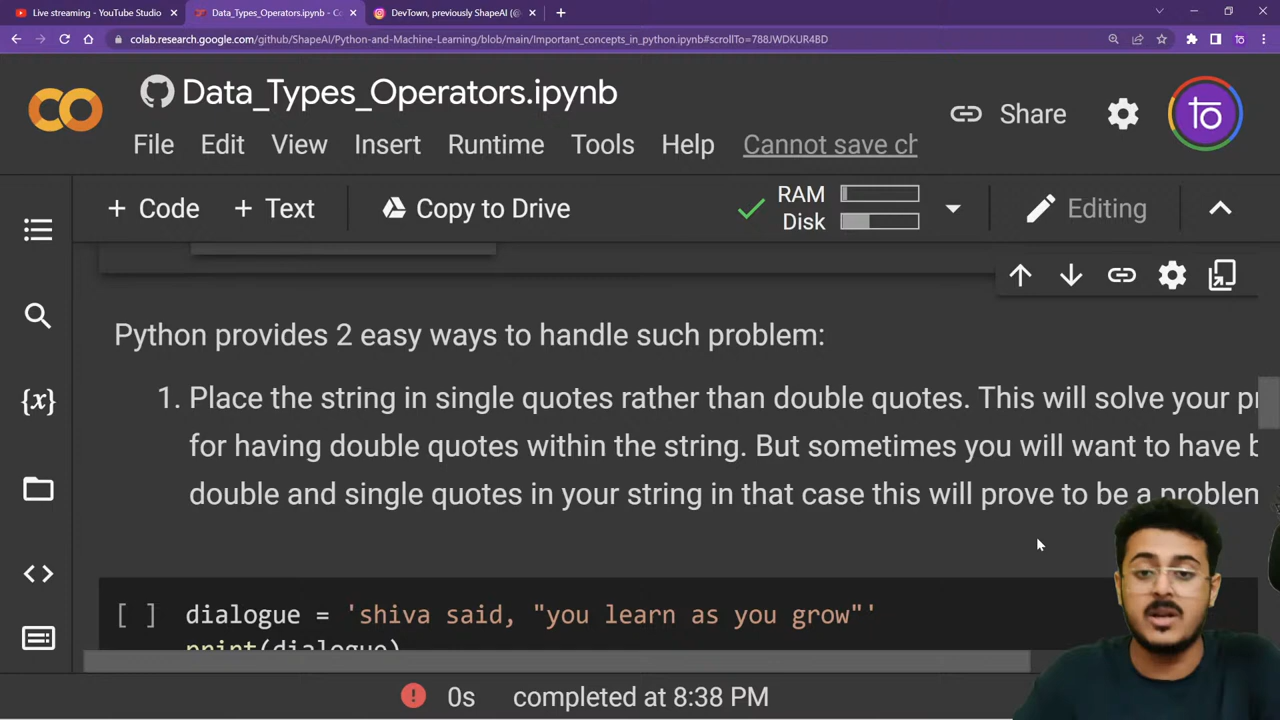 Live streaming - YouTube Studio
Data_Types_Operators.ipynb - Co
DevTown, previously ShapeAI (@
colab.research.google.com/github/ShapeAI/Python-and-Machine-Learning/blob/main/Important_concepts_in_python.ipynb#scrollTo=788JWDKUR4BD
Data_Types_Operators.ipynb
Share
File Edit View Insert Runtime Tools Help Cannot save ch
+ Code + Text Copy to Drive
RAM
Disk
Editing
Python provides 2 easy ways to handle such problem:
1. Place the string in single quotes rather than double quotes. This will solve your pr
for having double quotes within the string. But sometimes you will want to have b
double and single quotes in your string in that case this will prove to be a problem
[ ] dialogue = 'shiva said, "you learn as you grow"'
print(dialogue)
0s completed at 8:38 PM